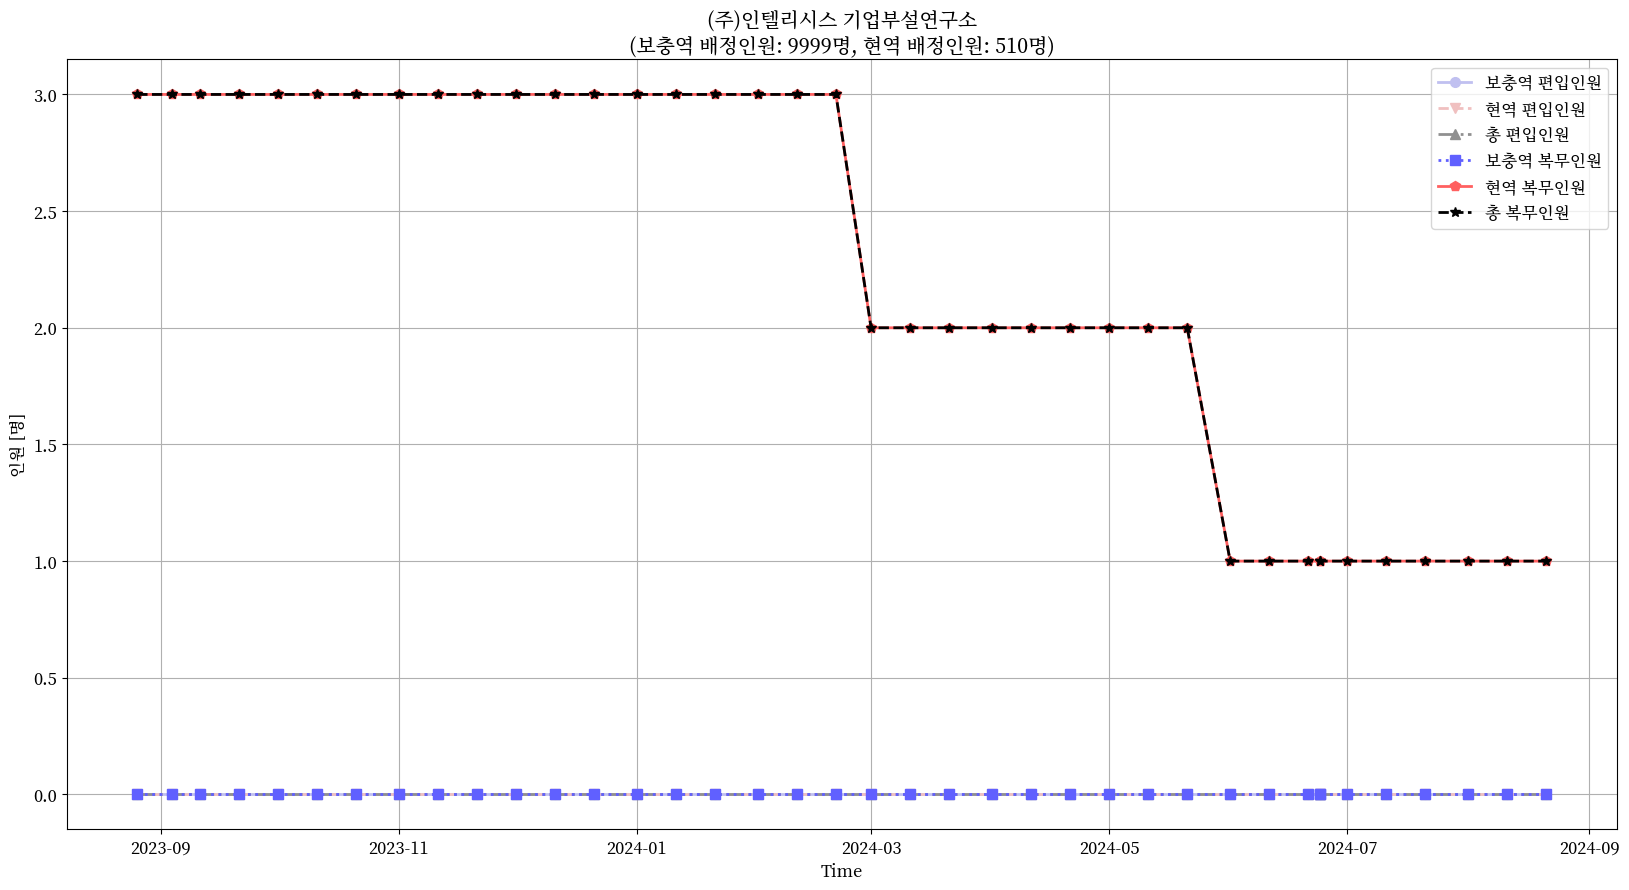 (주)인텔리시스 기업부설연구소
(보충역 배정인원: 9999명, 현역 배정인원: 510명)
보충역 편입인원
현역 편입인원
총 편입인원
보충역 복무인원
현역 복무인원
총 복무인원
3.0
2.5
2.0
1.5
1.0
0.5
0.0
인원 [명]
2023-09
2023-11
2024-01
2024-03
2024-05
2024-07
2024-09
Time